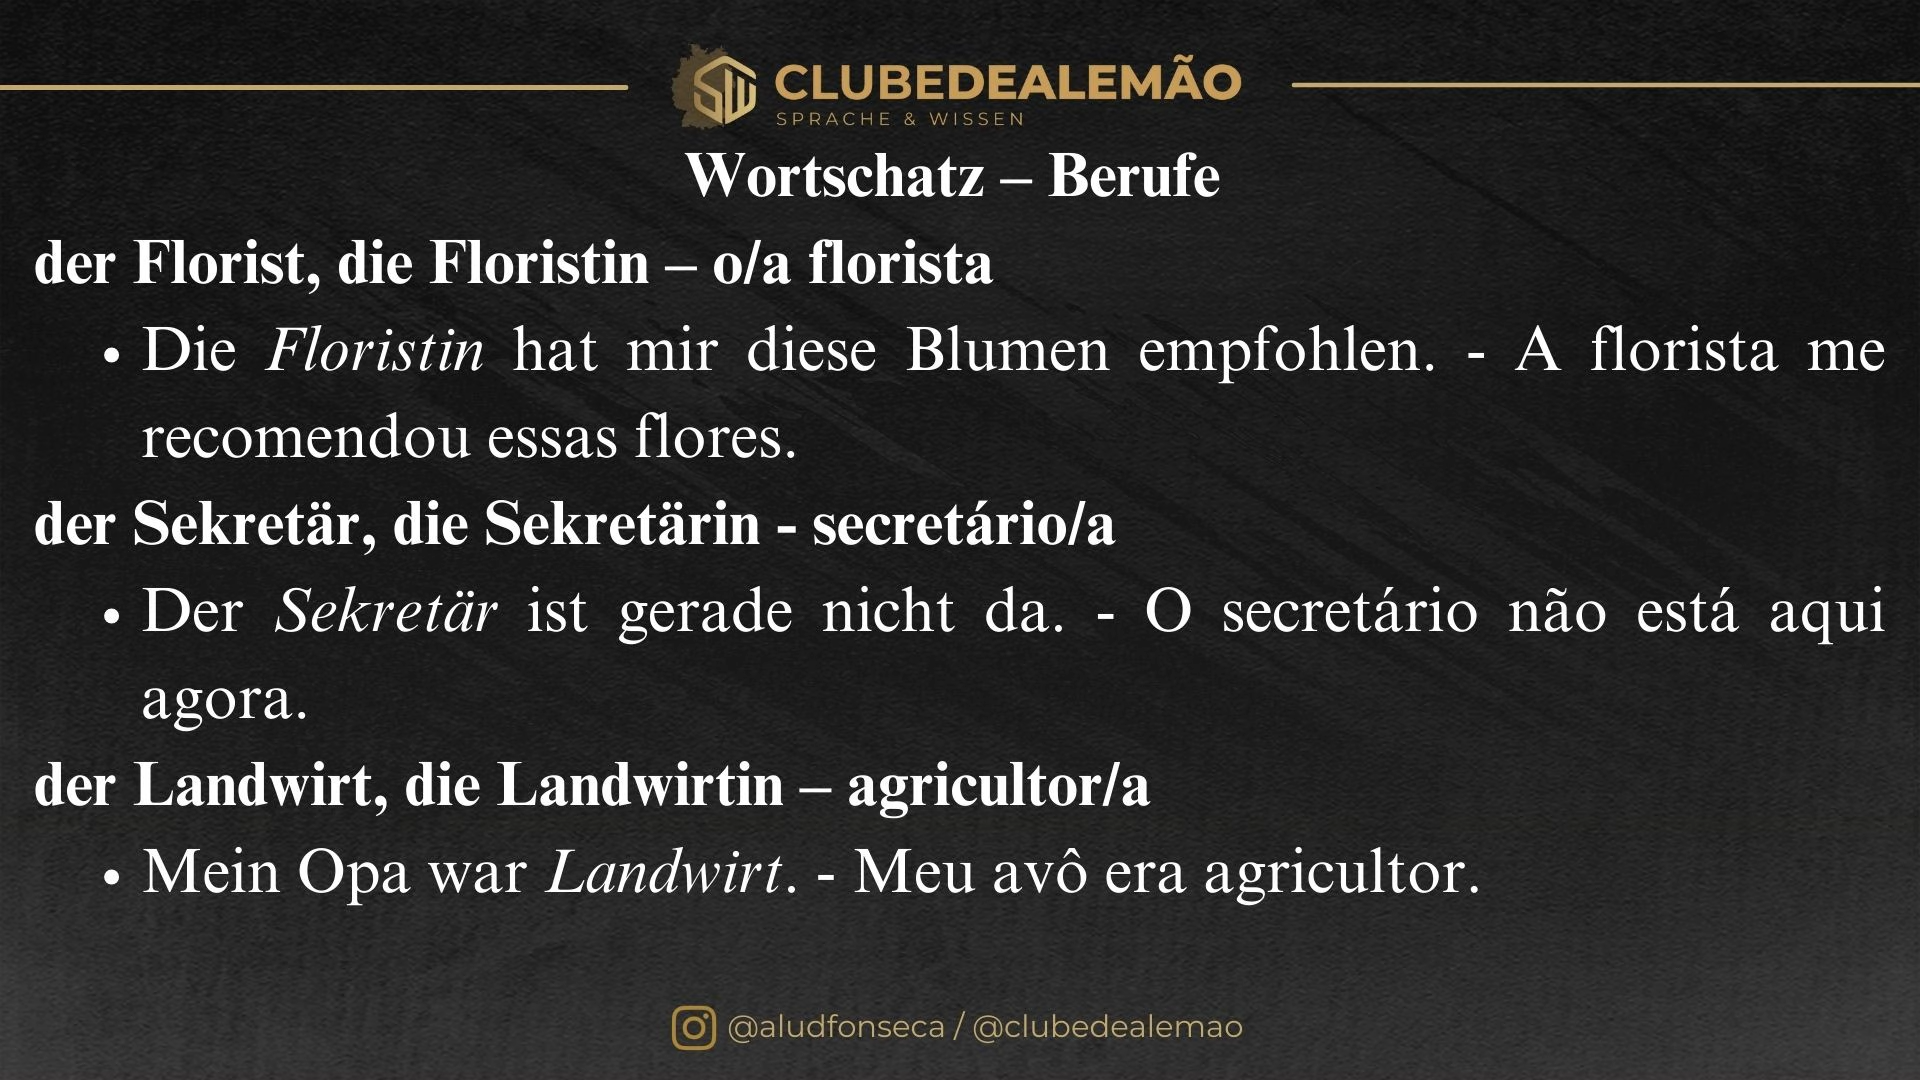 CLUBEDEALEMÃO
SPRACHE & WISSEN
Wortschatz – Berufe
der Florist, die Floristin – o/a florista
• Die Floristin hat mir diese Blumen empfohlen. - A florista me
recomendou essas flores.
der Sekretär, die Sekretärin - secretário/a
• Der Sekretär ist gerade nicht da. - O secretário não está aqui
agora.
der Landwirt, die Landwirtin – agricultor/a
• Mein Opa war Landwirt. - Meu avô era agricultor.
@aludfonseca / @clubedealemao